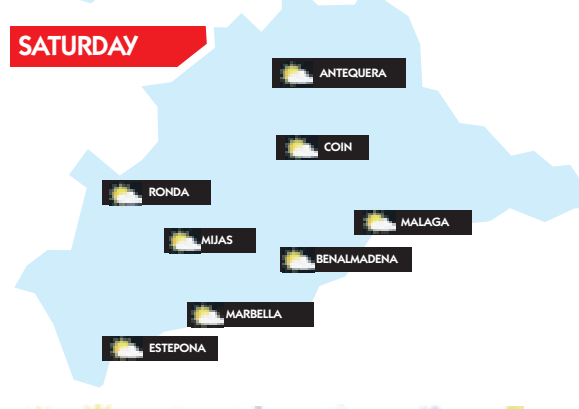 SATURDAY
ANTEQUERA
COIN
RONDA
MALAGA
MIJAS
BENALMADENA
MARBELLA
ESTEPONA